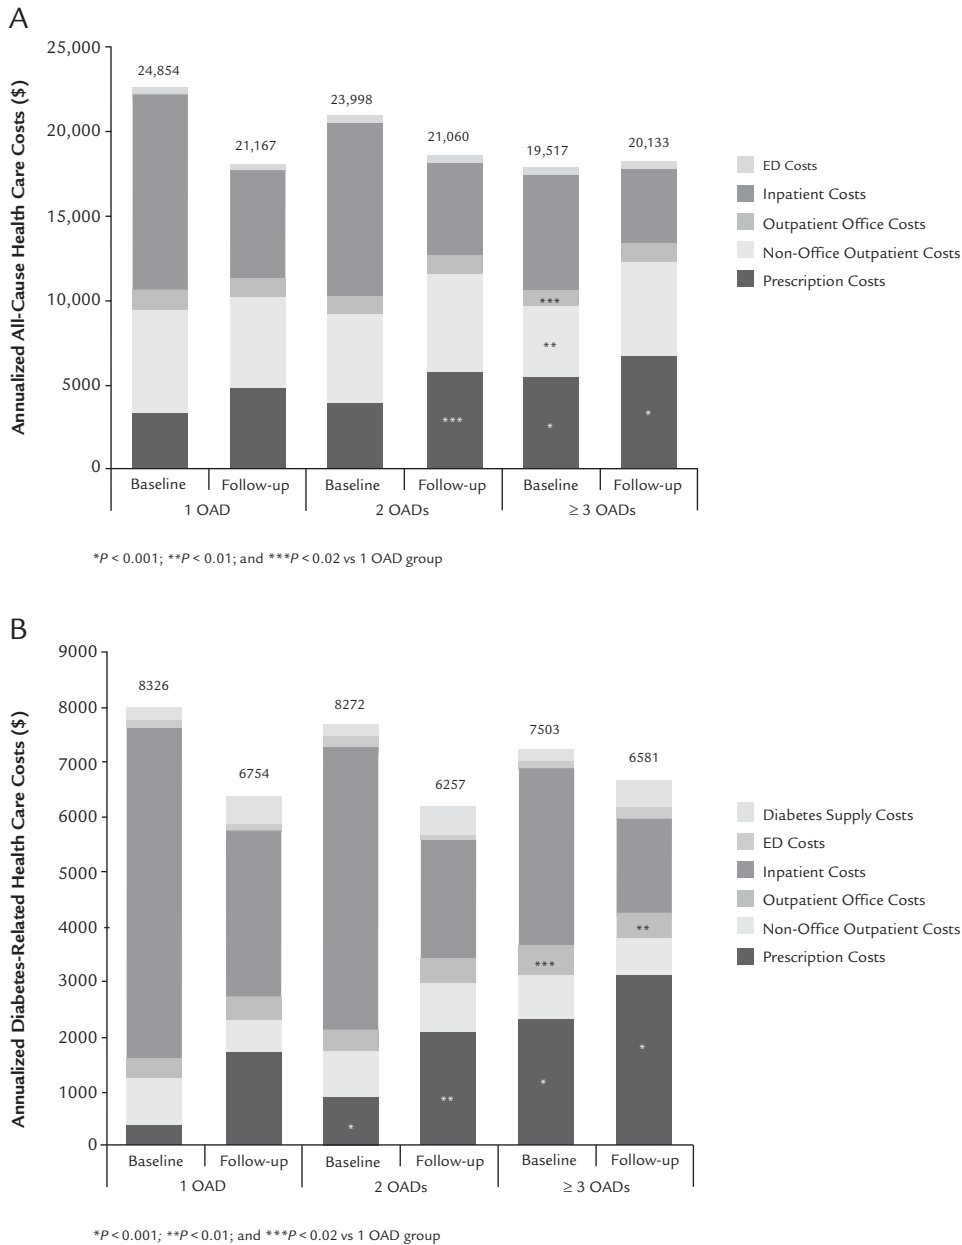 A
Annualized All-Cause Health Care Costs ($)
25,000
20,000
15,000
10,000
5000
0
24,854
21,167
23,998
21,060
19,517
20,133
***
**
***
*
*
Baseline
Follow-up
Baseline
Follow-up
Baseline
Follow-up
1 OAD
2 OADs
≥ 3 OADs
ED Costs
Inpatient Costs
Outpatient Office Costs
Non-Office Outpatient Costs
Prescription Costs
*P < 0.001; **P < 0.01; and ***P < 0.02 vs 1 OAD group
B
Annualized Diabetes-Related Health Care Costs ($)
9000
8000
7000
6000
5000
4000
3000
2000
1000
0
8326
6754
8272
6257
7503
6581
***
**
*
**
*
*
Baseline
Follow-up
Baseline
Follow-up
Baseline
Follow-up
1 OAD
2 OADs
≥ 3 OADs
Diabetes Supply Costs
ED Costs
Inpatient Costs
Outpatient Office Costs
Non-Office Outpatient Costs
Prescription Costs
*P < 0.001; **P < 0.01; and ***P < 0.02 vs 1 OAD group